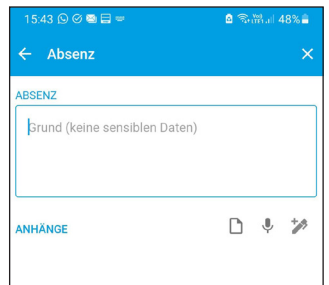 15:43 48%
Absenz
ABSENZ
Grund (keine sensiblen Daten)
ANHÄNGE